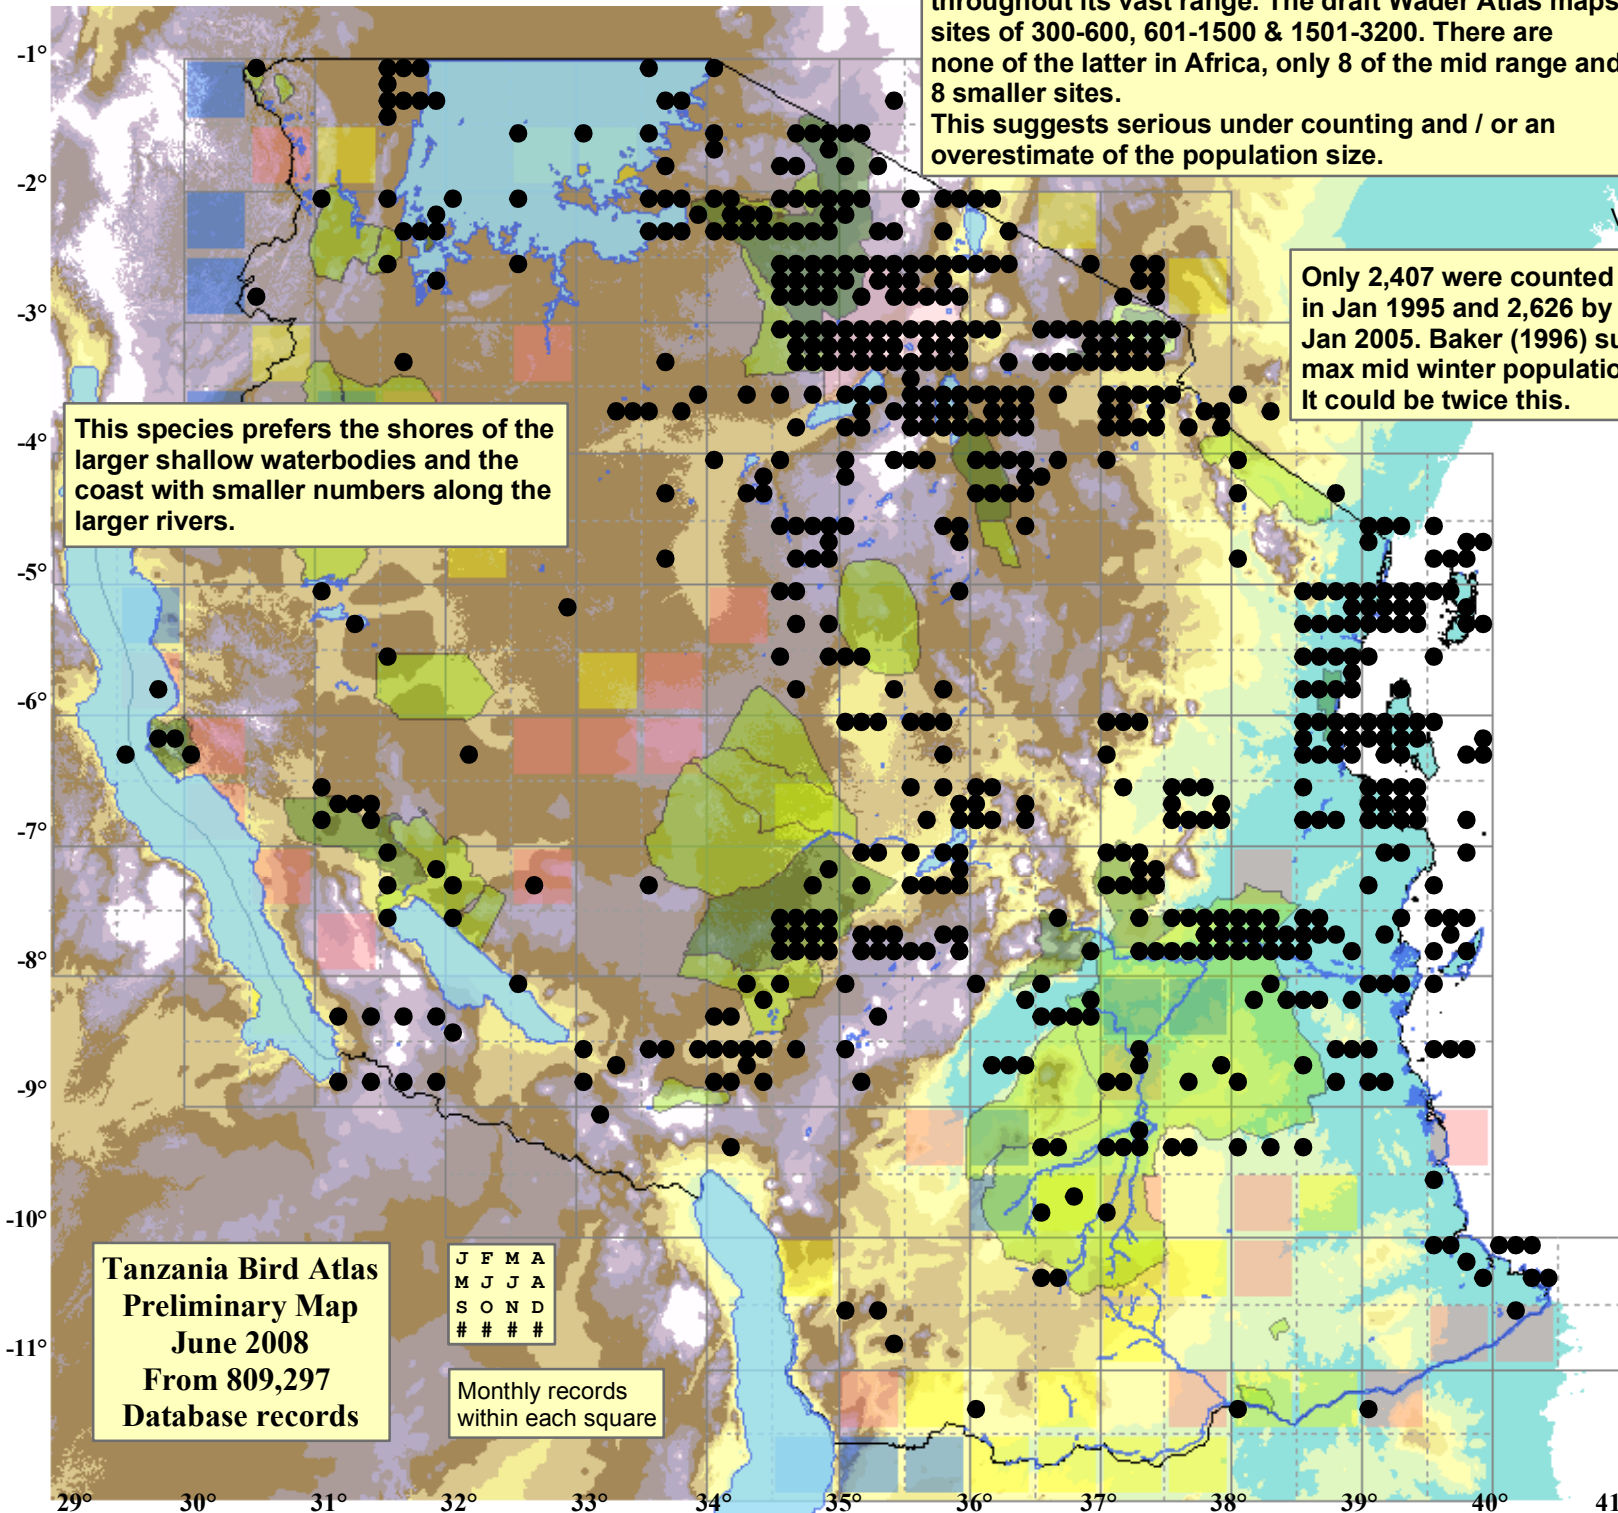 throughout its vast range. The draft Wader Atlas maps
sites of 300-600, 601-1500 & 1501-3200. There are
none of the latter in Africa, only 8 of the mid range and
8 smaller sites.
This suggests serious under counting and / or an
overestimate of the population size.
Only 2,407 were counted
in Jan 1995 and 2,626 by
Jan 2005. Baker (1996)
max mid winter
It could be twice this.
This species prefers the shores of the
larger shallow waterbodies and the
coast with smaller numbers along the
larger rivers.
-1°
-2°
-3°
-4°
-5°
-6°
-7°
-8°
-9°
-10°
-11°
Tanzania Bird Atlas
Preliminary Map
June 2008
From 809,297
Database records
J F M A
M J J A
S O N D
# # # #
Monthly records
within each square
29° 30° 31° 32° 33° 34° 35° 36° 37° 38° 39° 40° 41